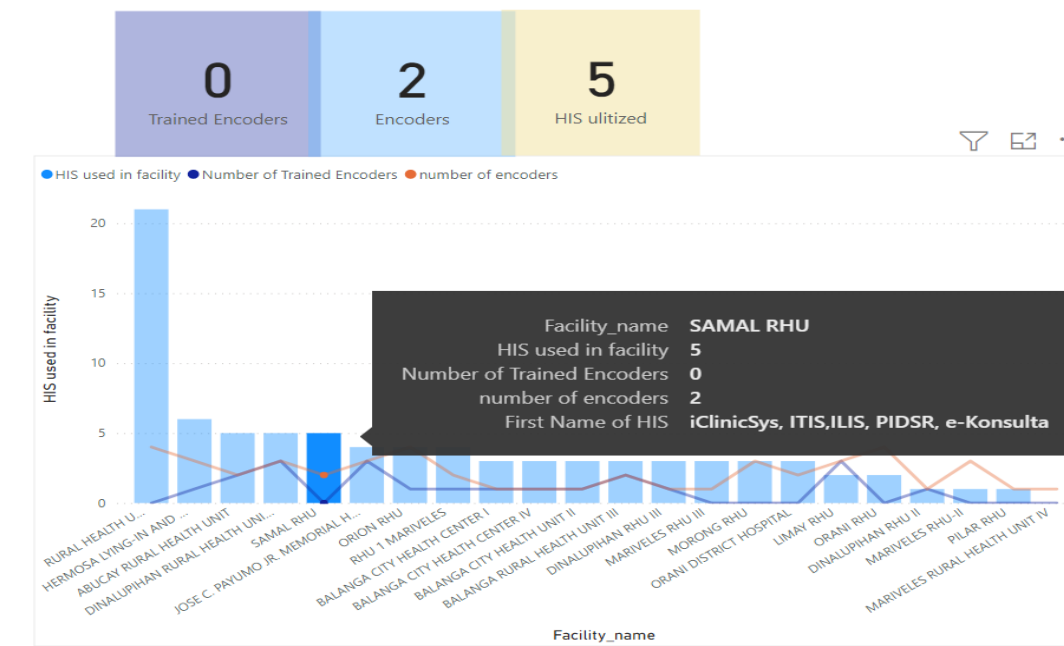 0
Trained Encoders
2
Encoders
5
HIS ulitized
HIS used in facility
Number of Trained Encoders
number of encoders
HIS used in facility
20
15
10
5
0
Facility_name SAMAL RHU
HIS used in facility 5
Number of Trained Encoders 0
number of encoders 2
First Name of HIS iClinicSys, ITIS,ILIS, PIDSR, e-Konsulta
RURAL HEALTH U...
HERMOSA LYING-IN AND ...
ABUCAY RURAL HEALTH UNIT
DINALUPIHAN RURAL HEALTH UNI...
SAMAL RHU
JOSE C. PAYUMO JR. MEMORIAL H...
ORION RHU
RHU 1 MARIVELES
BALANGA CITY HEALTH CENTER I
BALANGA CITY HEALTH CENTER IV
BALANGA CITY HEALTH UNIT II
BALANGA RURAL HEALTH UNIT III
DINALUPIHAN RHU III
MARIVELES RHU III
MORONG RHU
ORANI DISTRICT HOSPITAL
LIMAY RHU
ORANI RHU
DINALUPIHAN RHU II
MARIVELES RHU-II
PILAR RHU
MARIVELES RURAL HEALTH UNIT IV
Facility_name